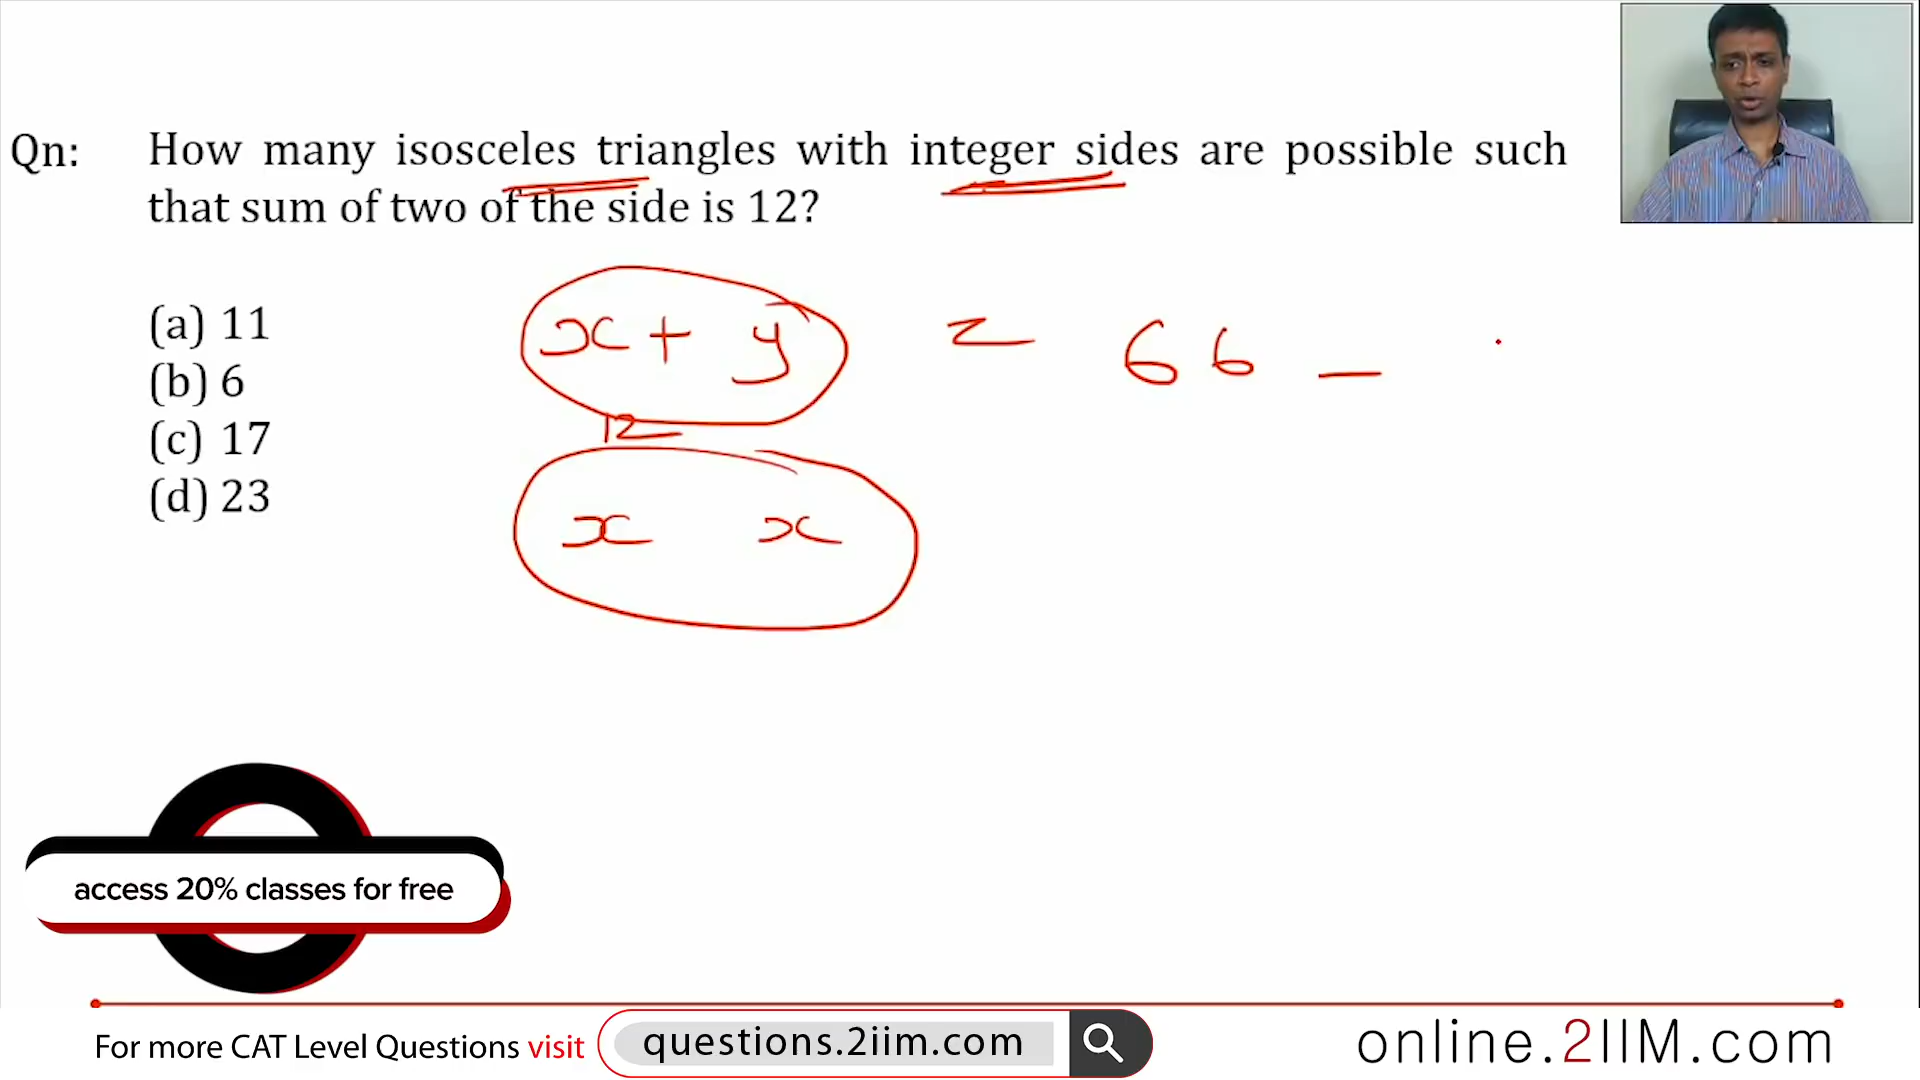 Qn: How many isosceles triangles with integer sides are possible such
that sum of two of the side is 12?
(a) 11
(b) 6
(c) 17
(d) 23
x + y = 6 6 _
12
x x
access 20% classes for free
For more CAT Level Questions visit questions.2iim.com
online.2IIM.com